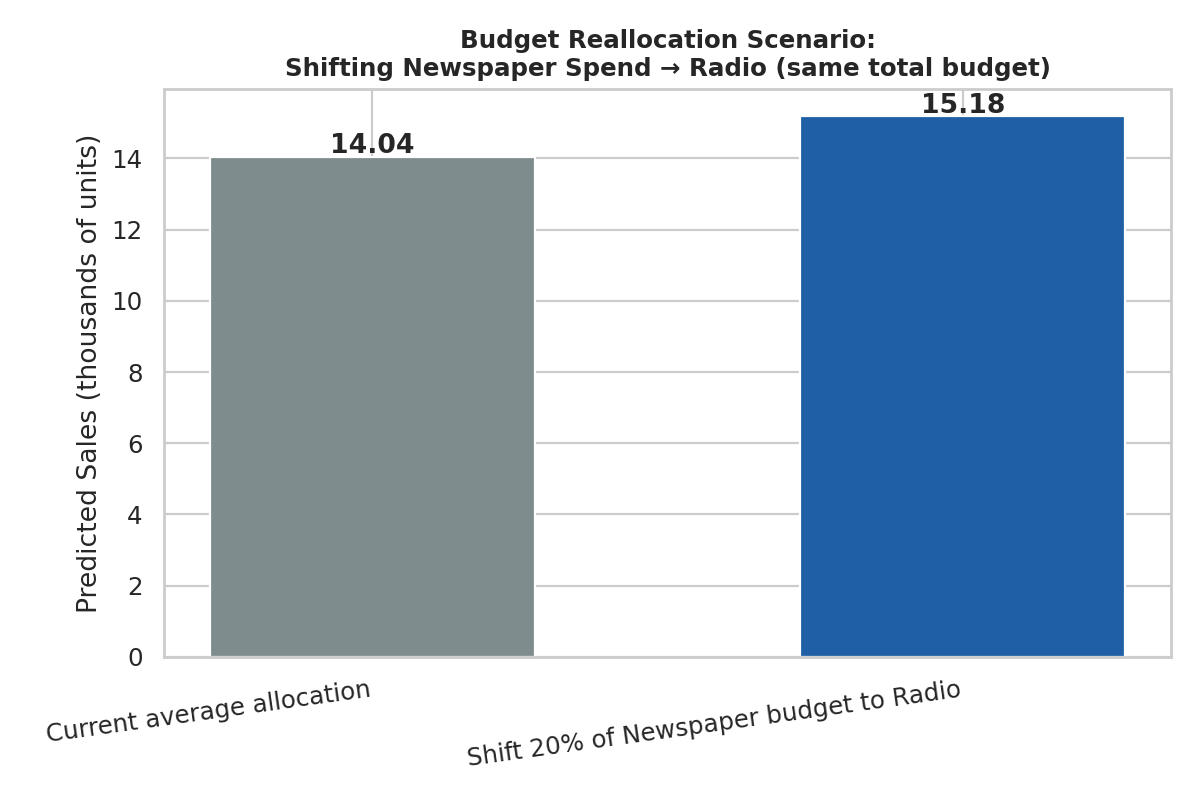 Budget Reallocation Scenario:
Shifting Newspaper Spend → Radio (same total budget)
Predicted Sales (thousands of units)
14
12
10
8
6
4
2
0
14.04
15.18
Current average allocation
Shift 20% of Newspaper budget to Radio